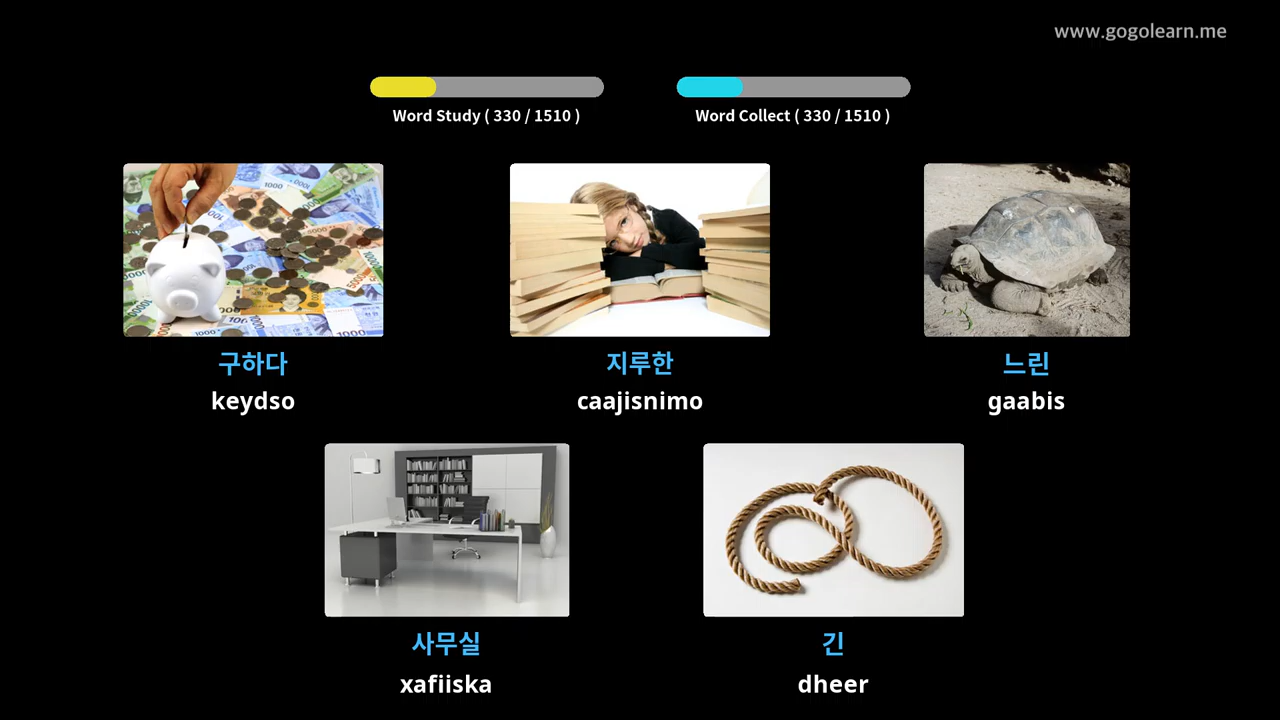 www.gogolearn.me
Word Study ( 330 / 1510 )
Word Collect ( 330 / 1510 )
구하다
keydso
지루한
caajisnimo
느린
gaabis
사무실
xafiiska
긴
dheer